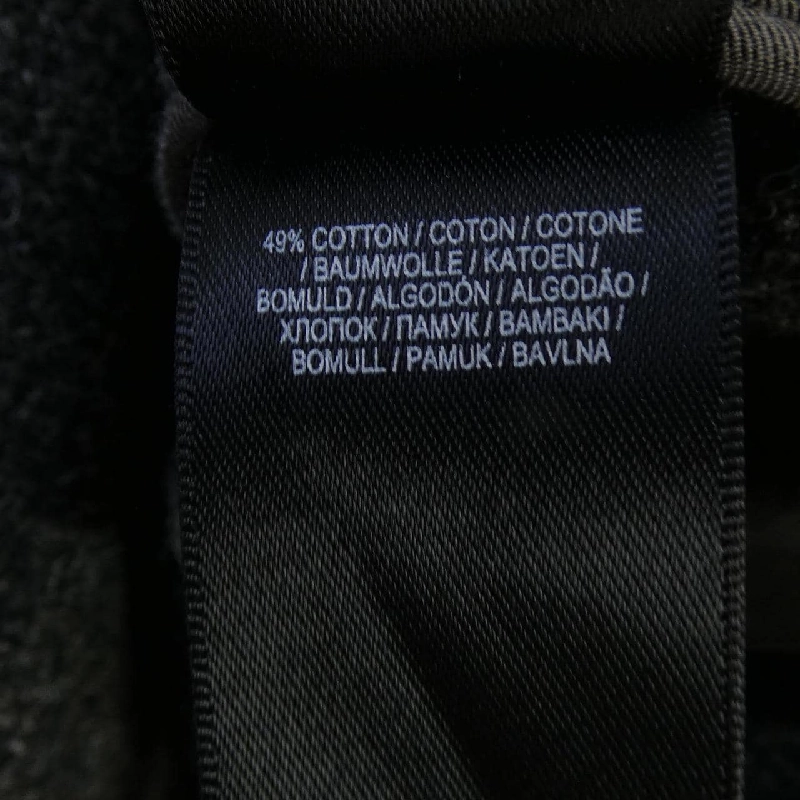 49% COTTON / COTON / COTONE
/ BAUMWOLLE / KATOEN /
BOMULD / ALGODÓN / ALGODÃO /
ХЛОПОК / ПАМУК / BAMBAKI /
BOMULL / PAMUK / BAVLNA